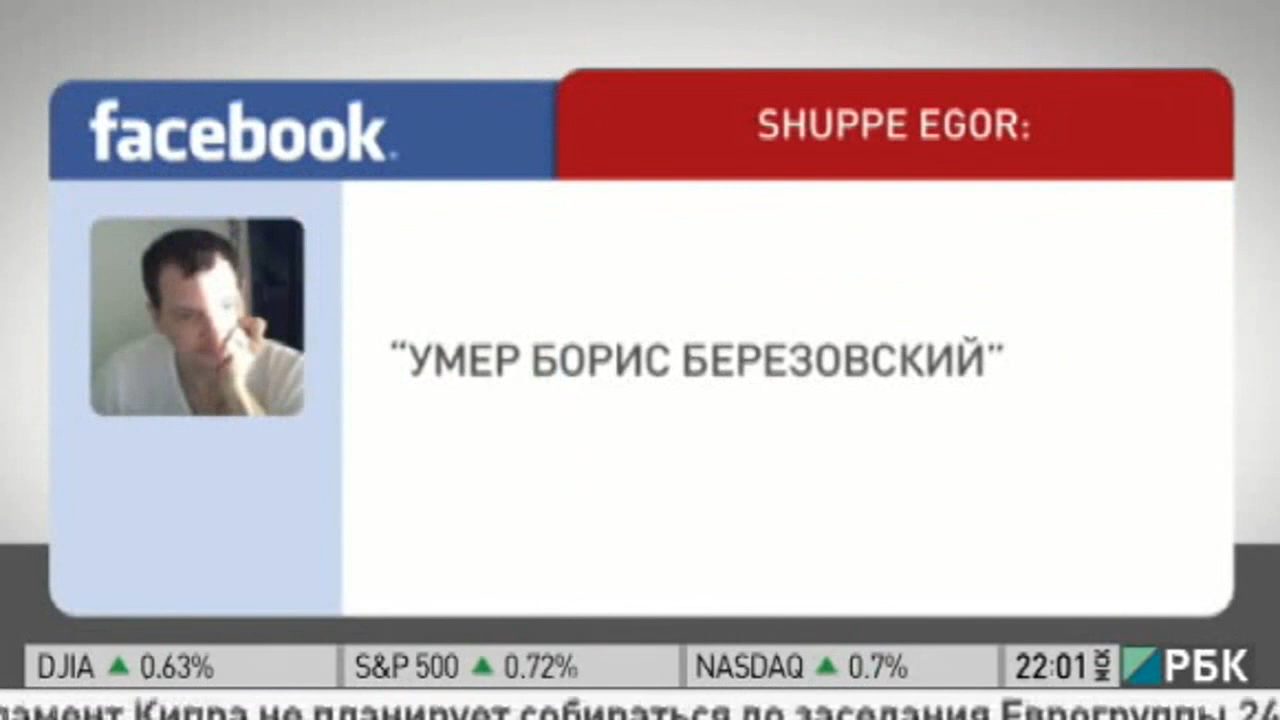 facebook.
SHUPPE EGOR:
“УМЕР БОРИС БЕРЕЗОВСКИЙ”
DJIA ▲ 0.63% S&P 500 ▲ 0.72% NASDAQ ▲ 0.7% 22:01 МСК РБК
Кипра не планирует собираться до заседания Еврогруппы 24